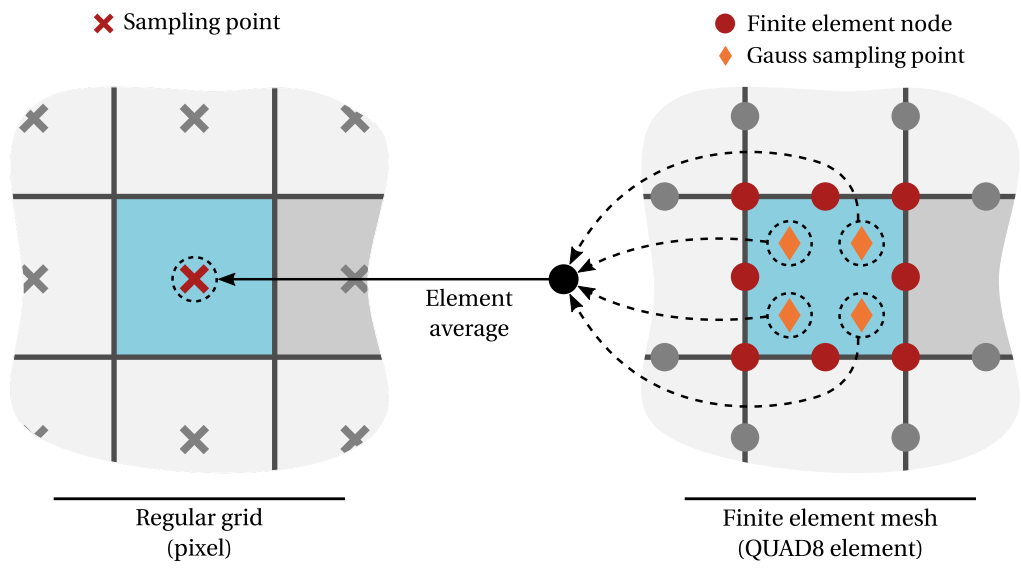 Sampling point
Finite element node
Gauss sampling point
Element
average
Regular grid
(pixel)
Finite element mesh
(QUAD8 element)